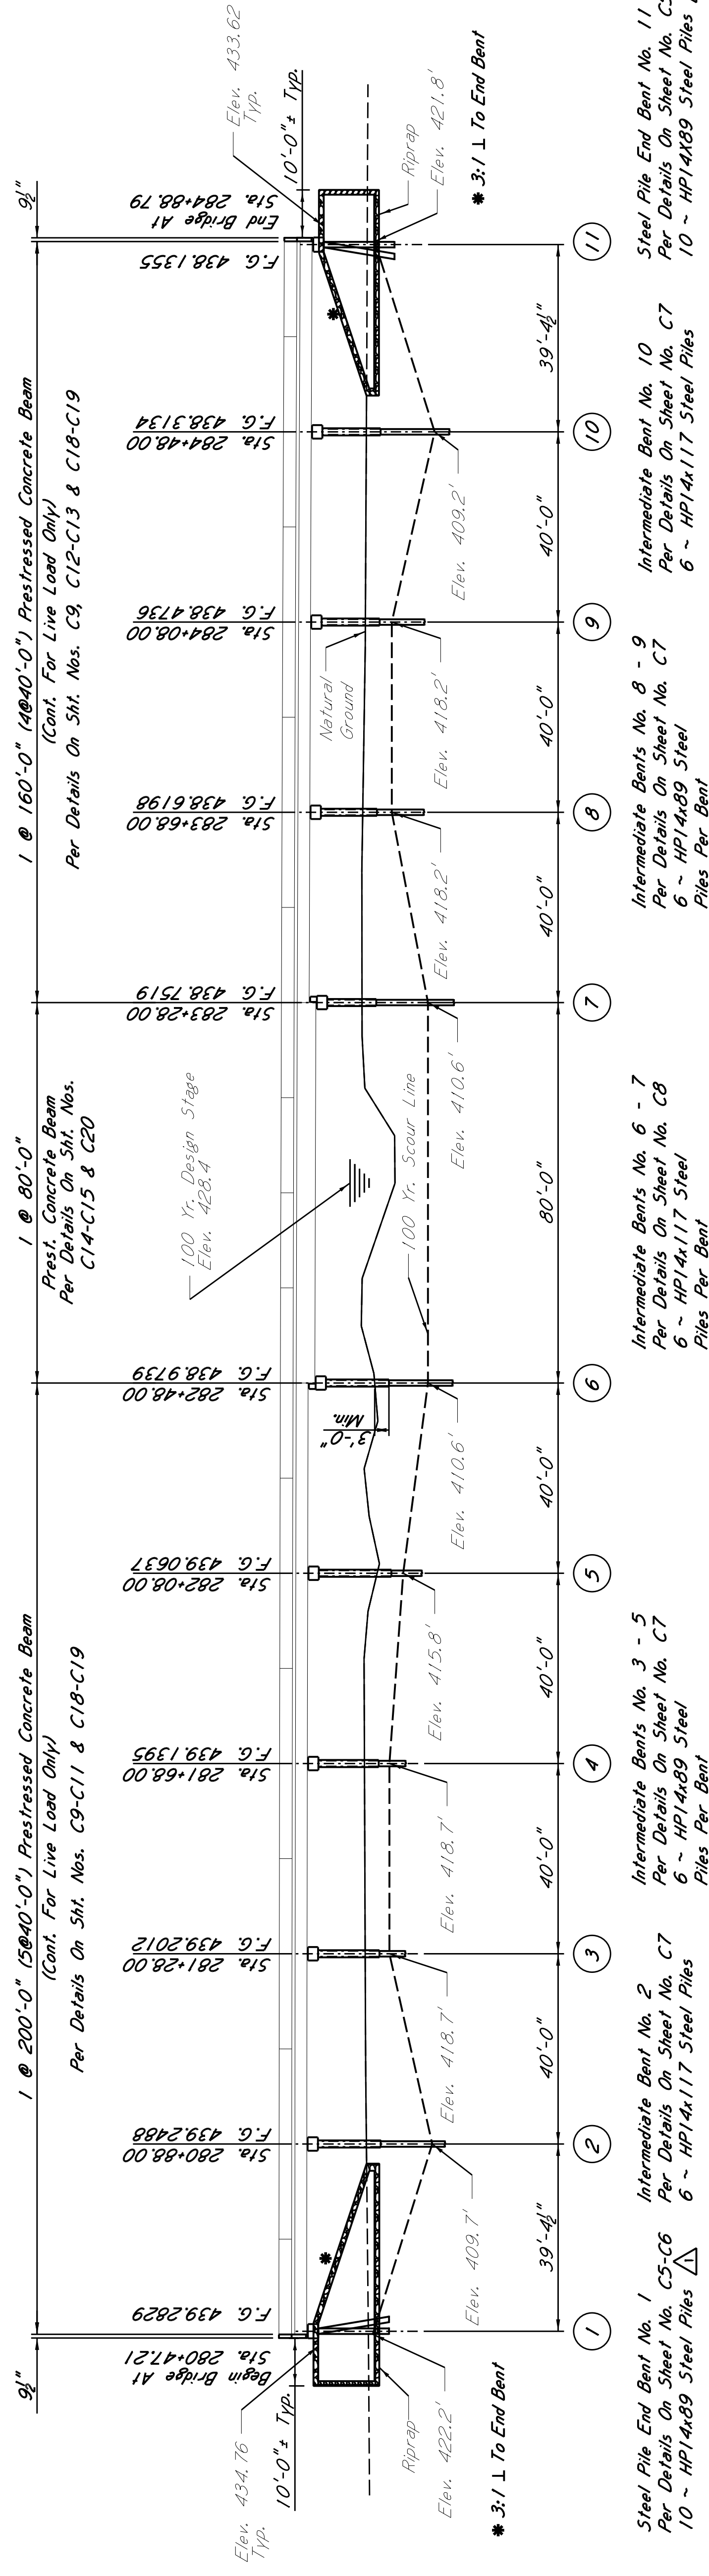 9½"
1 @ 200'-0" (5@40'-0") Prestressed Concrete Beam
(Cont. For Live Load Only)
Per Details On Sht. Nos. C9-C11 & C18-C19
1 @ 80'-0"
Prest. Concrete Beam
Per Details On Sht. Nos.
C14-C15 & C20
1 @ 160'-0" (4@40'-0") Prestressed Concrete Beam
(Cont. For Live Load Only)
Per Details On Sht. Nos. C9, C12-C13 & C18-C19
9½"
Begin Bridge At
Sta. 280+47.21
F.G. 439.2829
Sta. 280+88.00
F.G. 439.2488
Sta. 281+28.00
F.G. 439.2012
Sta. 281+68.00
F.G. 439.1395
Sta. 282+08.00
F.G. 439.0637
Sta. 282+48.00
F.G. 438.9739
Sta. 283+28.00
F.G. 438.7519
Sta. 283+68.00
F.G. 438.6198
Sta. 284+08.00
F.G. 438.4736
Sta. 284+48.00
F.G. 438.3134
F.G. 438.1355
End Bridge At
Sta. 284+88.79
Elev. 434.76
Typ.
10'-0"± Typ.
100 Yr. Design Stage
Elev. 428.4
Elev. 433.62
Typ.
10'-0"± Typ.
*
3'-0"
Min.
Natural
Ground
*
Riprap
Elev. 422.2'
Elev. 409.7'
Elev. 418.7'
Elev. 418.7'
Elev. 415.8'
Elev. 410.6'
100 Yr. Scour Line
Elev. 410.6'
Elev. 418.2'
Elev. 418.2'
Elev. 409.2'
Riprap
Elev. 421.8'
* 3:1 ⊥ To End Bent
* 3:1 ⊥ To End Bent
39'-4½"
40'-0"
40'-0"
40'-0"
40'-0"
80'-0"
40'-0"
40'-0"
40'-0"
39'-4½"
1
2
3
4
5
6
7
8
9
10
11
Steel Pile End Bent No. 1
Per Details On Sheet No. C5-C6
10 ~ HP14x89 Steel Piles 1
Intermediate Bent No. 2
Per Details On Sheet No. C7
6 ~ HP14x117 Steel Piles
Intermediate Bents No. 3 - 5
Per Details On Sheet No. C7
6 ~ HP14x89 Steel
Piles Per Bent
Intermediate Bents No. 6 - 7
Per Details On Sheet No. C8
6 ~ HP14x117 Steel
Piles Per Bent
Intermediate Bents No. 8 - 9
Per Details On Sheet No. C7
6 ~ HP14x89 Steel
Piles Per Bent
Intermediate Bent No. 10
Per Details On Sheet No. C7
6 ~ HP14x117 Steel Piles
Steel Pile End Bent No. 11
Per Details On Sheet No.
10 ~ HP14X89 Steel Piles